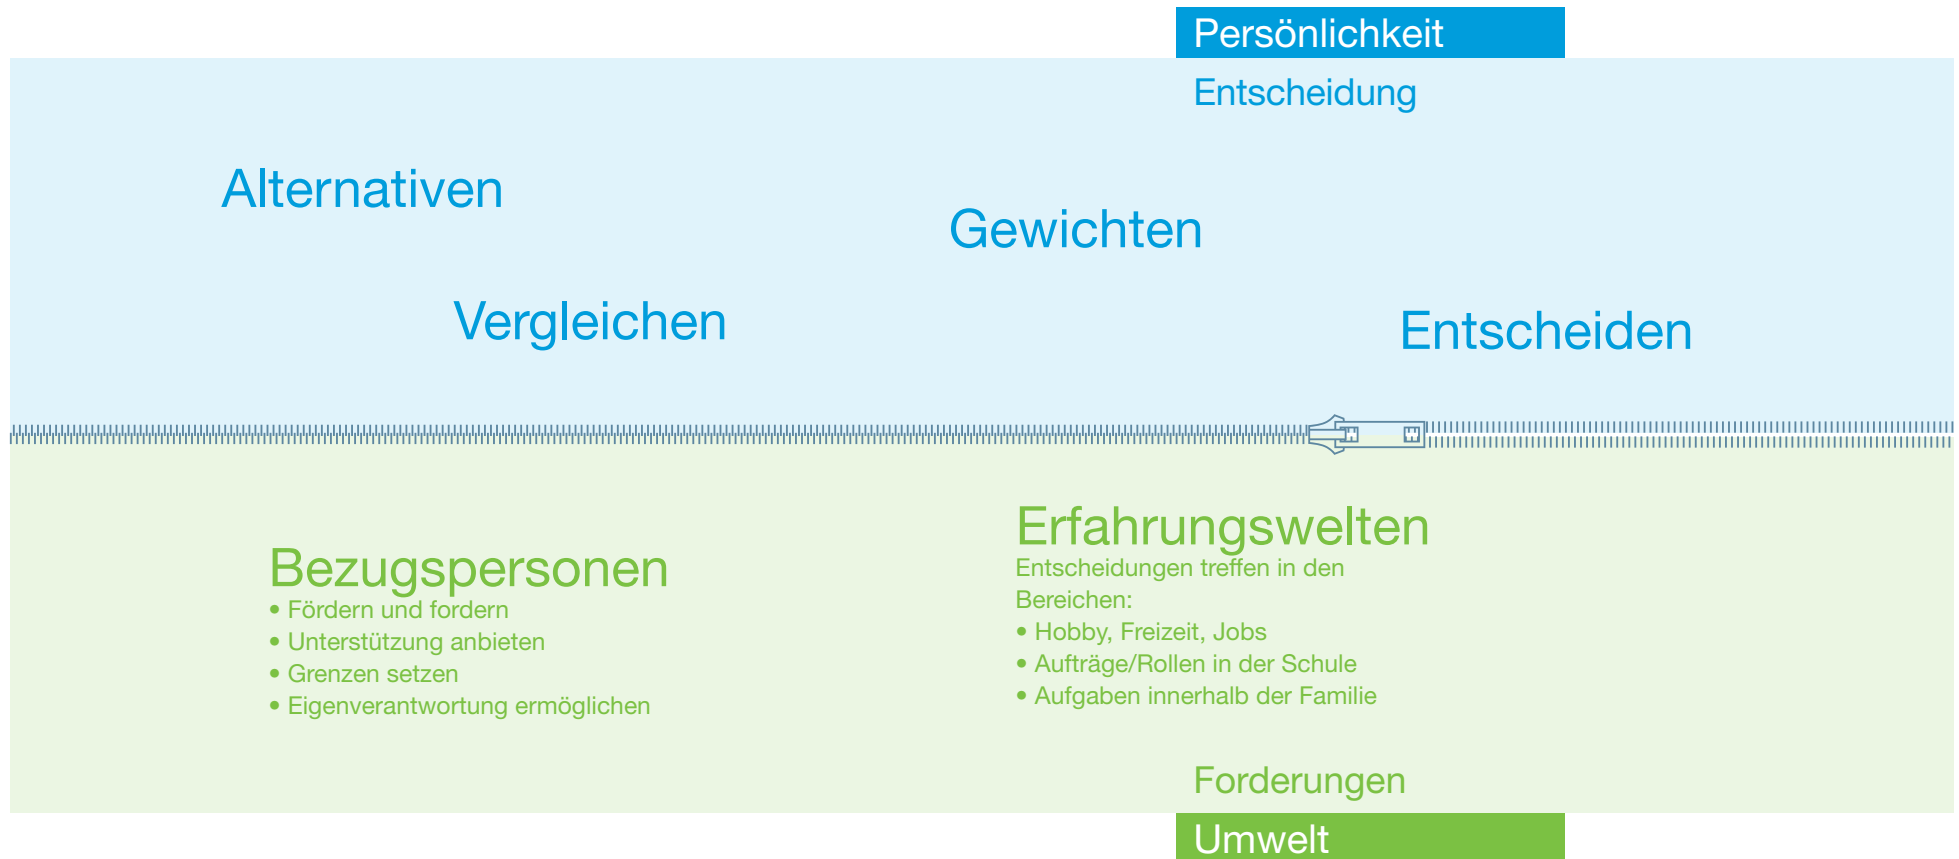 Persönlichkeit
Entscheidung
Alternativen
Gewichten
Vergleichen
Entscheiden
Bezugspersonen
• Fördern und fordern
• Unterstützung anbieten
• Grenzen setzen
• Eigenverantwortung ermöglichen
Erfahrungswelten
Entscheidungen treffen in den
Bereichen:
• Hobby, Freizeit, Jobs
• Aufträge/Rollen in der Schule
• Aufgaben innerhalb der Familie
Forderungen
Umwelt